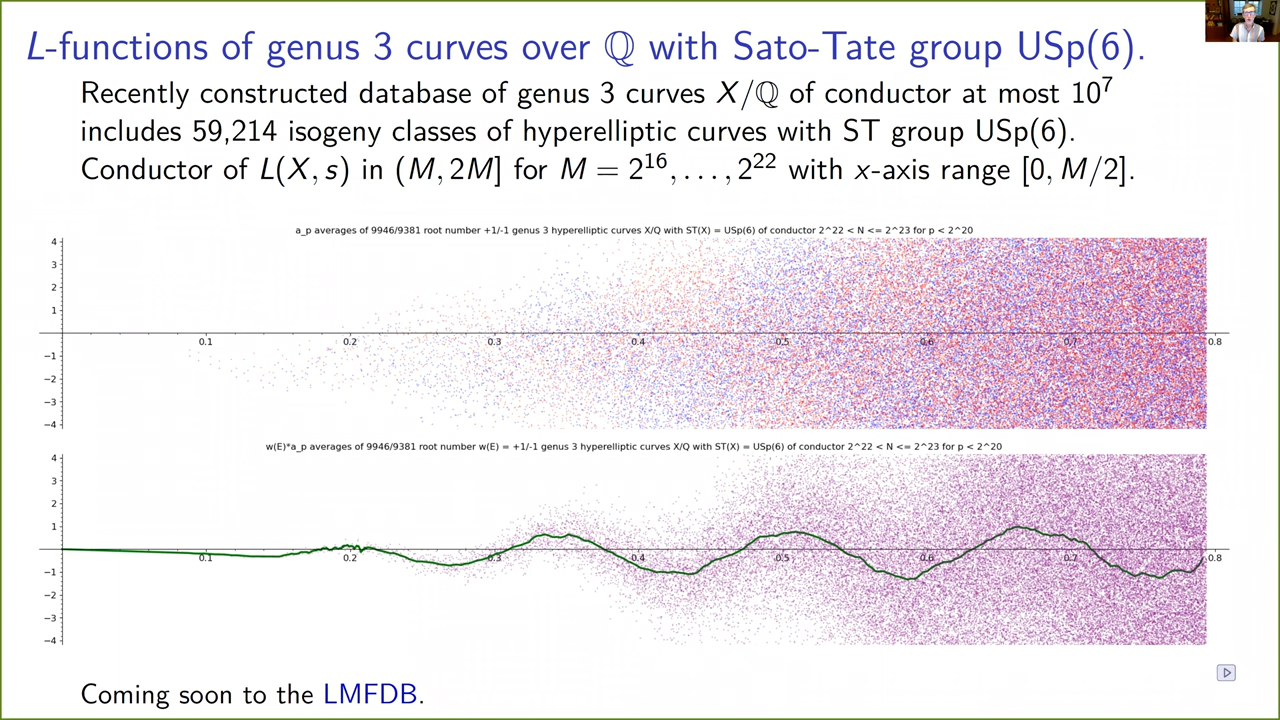 L-functions of genus 3 curves over ℚ with Sato-Tate group USp(6).
Recently constructed database of genus 3 curves X/ℚ of conductor at most 10⁷
includes 59,214 isogeny classes of hyperelliptic curves with ST group USp(6).
Conductor of L(X, s) in (M, 2M] for M = 2¹⁶, . . . , 2²² with x-axis range [0, M/2].
a_p averages of 9946/9381 root number +1/-1 genus 3 hyperelliptic curves X/Q with ST(X) = USp(6) of conductor 2^22 < N <= 2^23 for p < 2^20
4
3
2
1
0.1 0.2 0.3 0.4 0.5 0.6 0.7 0.8
−1
−2
−3
−4
w(E)*a_p averages of 9946/9381 root number w(E) = +1/-1 genus 3 hyperelliptic curves X/Q with ST(X) = USp(6) of conductor 2^22 < N <= 2^23 for p < 2^20
4
3
2
1
0.1 0.2 0.3 0.4 0.5 0.6 0.7 0.8
−1
−2
−3
−4
Coming soon to the LMFDB.